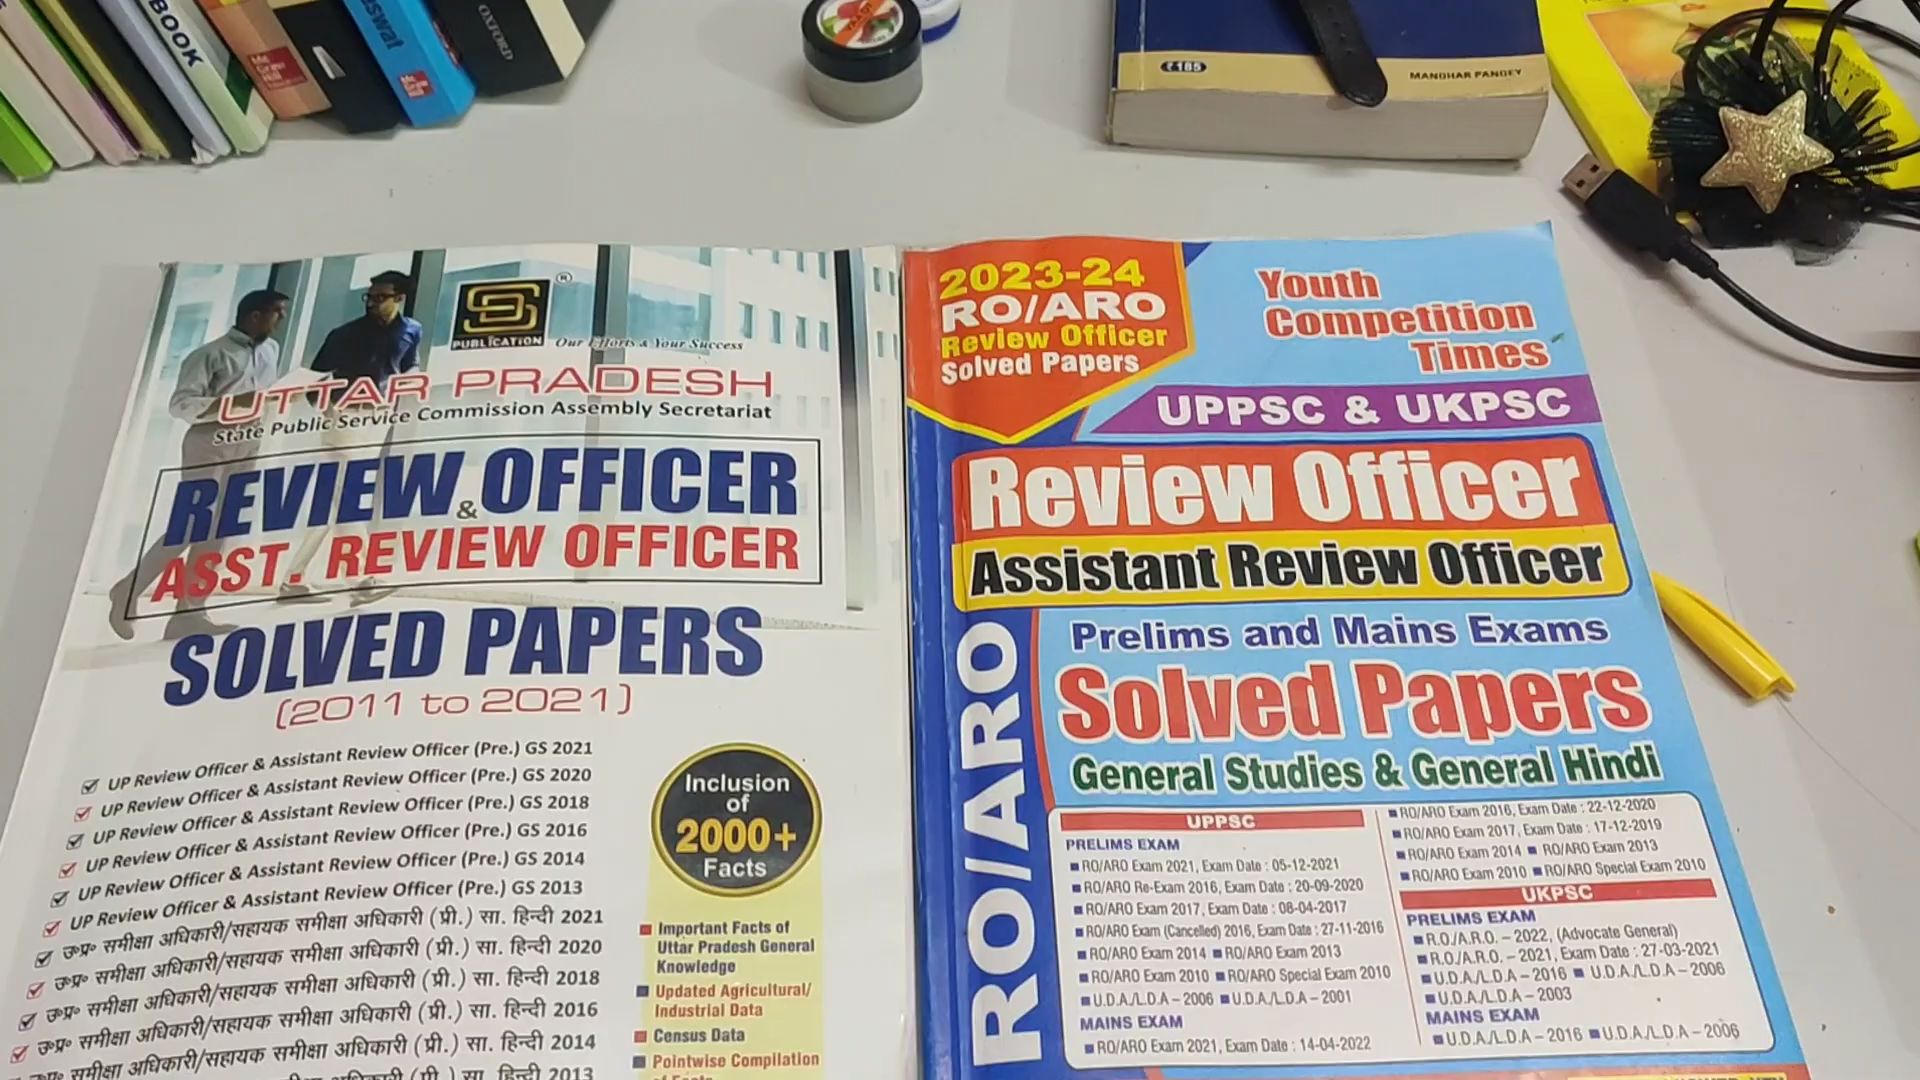 BOOK
Mc
Graw
Hill
OXFORD
₹185
MANOHAR PANDEY
SD
PUBLICATION
®
Our Efforts & Your Success
UTTAR PRADESH
State Public Service Commission Assembly Secretariat
REVIEW OFFICER
&
ASST. REVIEW OFFICER
SOLVED PAPERS
(2011 to 2021)
UP Review Officer & Assistant Review Officer (Pre.) GS 2021
UP Review Officer & Assistant Review Officer (Pre.) GS 2020
UP Review Officer & Assistant Review Officer (Pre.) GS 2018
UP Review Officer & Assistant Review Officer (Pre.) GS 2016
UP Review Officer & Assistant Review Officer (Pre.) GS 2014
UP Review Officer & Assistant Review Officer (Pre.) GS 2013
उ०प्र० समीक्षा अधिकारी/सहायक समीक्षा अधिकारी (प्री.) सा. हिन्दी 2021
उ०प्र० समीक्षा अधिकारी/सहायक समीक्षा अधिकारी (प्री.) सा. हिन्दी 2020
उ०प्र० समीक्षा अधिकारी/सहायक समीक्षा अधिकारी (प्री.) सा. हिन्दी 2018
उ०प्र० समीक्षा अधिकारी/सहायक समीक्षा अधिकारी (प्री.) सा. हिन्दी 2016
उ०प्र० समीक्षा अधिकारी/सहायक समीक्षा अधिकारी (प्री.) सा. हिन्दी 2014
सा. हिन्दी 2013
Inclusion
of
2000+
Facts
Important Facts of
Uttar Pradesh General
Knowledge
Updated Agricultural/
Industrial Data
Census Data
Pointwise Compilation
of Facts
2023-24
RO/ARO
Review Officer
Solved Papers
Youth
Competition
Times
UPPSC & UKPSC
Review Officer
Assistant Review Officer
RO/ARO
Prelims and Mains Exams
Solved Papers
General Studies & General Hindi
UPPSC
PRELIMS EXAM
RO/ARO Exam 2021, Exam Date : 05-12-2021
RO/ARO Re-Exam 2016, Exam Date : 20-09-2020
RO/ARO Exam 2017, Exam Date : 08-04-2017
RO/ARO Exam (Cancelled) 2016, Exam Date : 27-11-2016
RO/ARO Exam 2014 RO/ARO Exam 2013
RO/ARO Exam 2010 RO/ARO Special Exam 2010
U.D.A./L.D.A – 2006 U.D.A./L.D.A – 2001
MAINS EXAM
RO/ARO Exam 2021, Exam Date : 14-04-2022
RO/ARO Exam 2016, Exam Date : 22-12-2020
RO/ARO Exam 2017, Exam Date : 17-12-2019
RO/ARO Exam 2014 RO/ARO Exam 2013
RO/ARO Exam 2010 RO/ARO Special Exam 2010
UKPSC
PRELIMS EXAM
R.O./A.R.O. – 2022, (Advocate General)
R.O./A.R.O. – 2021, Exam Date : 27-03-2021
U.D.A./L.D.A – 2016 U.D.A./L.D.A – 2006
U.D.A./L.D.A – 2003
MAINS EXAM
U.D.A./L.D.A – 2016 U.D.A./L.D.A – 2006